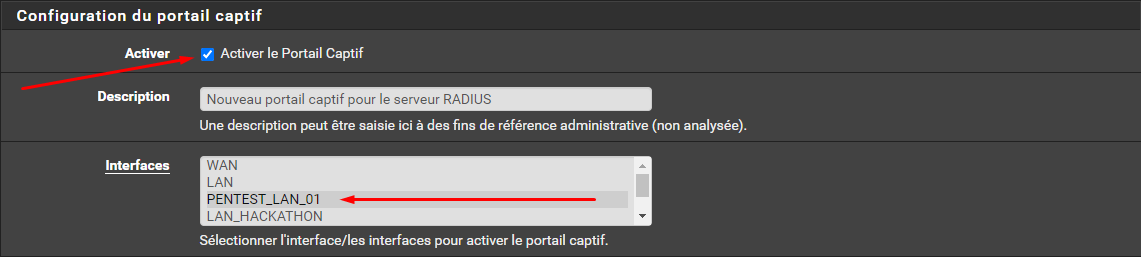 Configuration du portail captif
Activer
Activer le Portail Captif
Description
Nouveau portail captif pour le serveur RADIUS
Une description peut être saisie ici à des fins de référence administrative (non analysée).
Interfaces
WAN
LAN
PENTEST_LAN_01
LAN_HACKATHON
Sélectionner l'interface/les interfaces pour activer le portail captif.